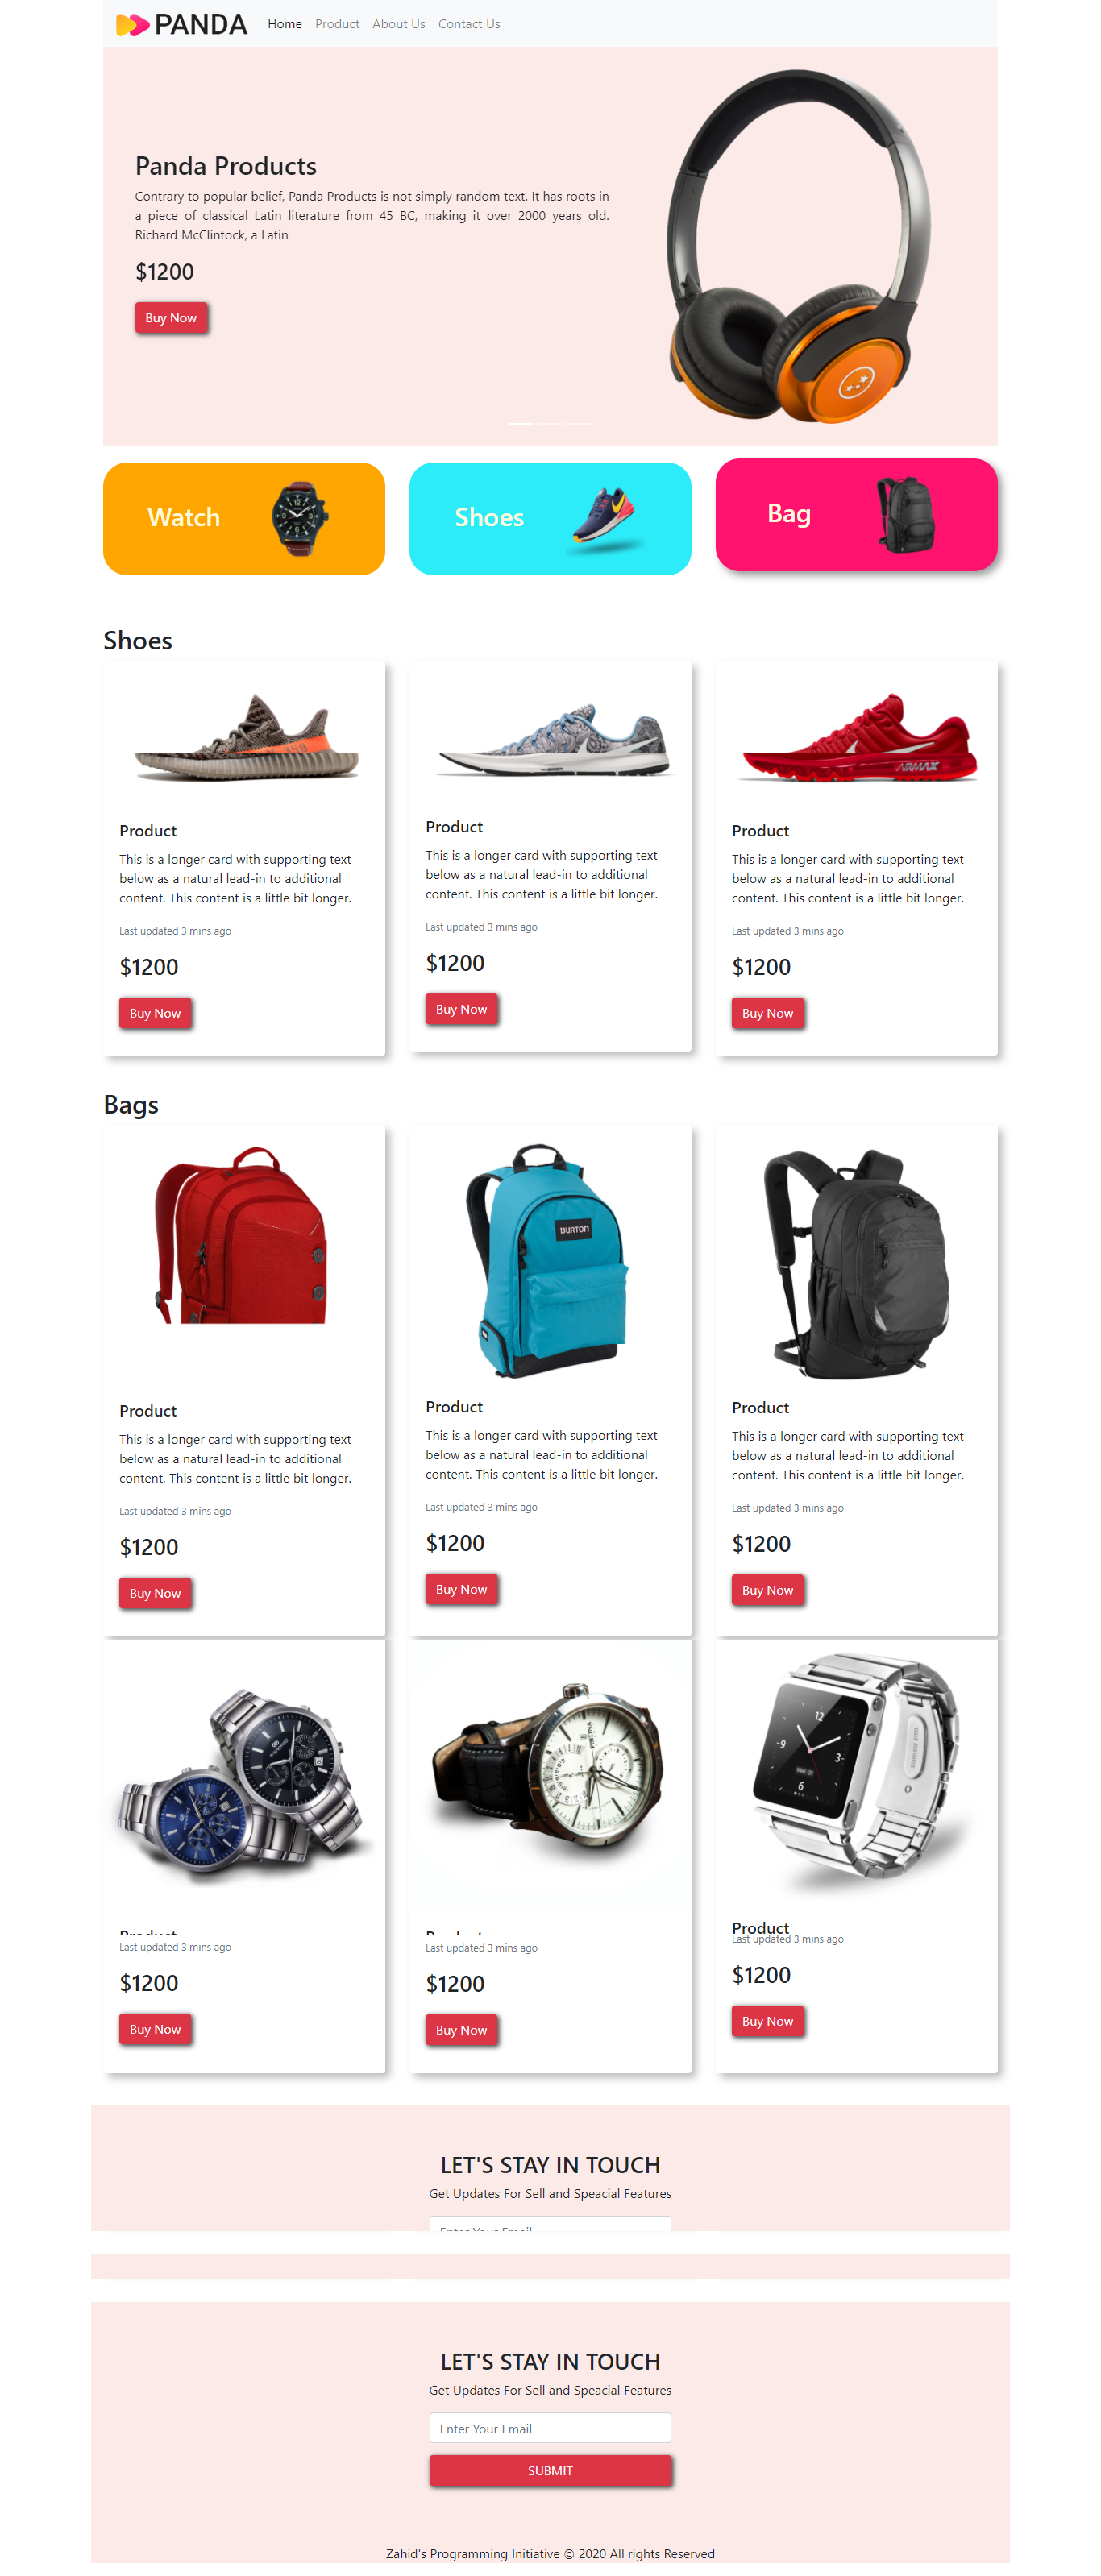 PANDA Home Product About Us Contact Us
Panda Products
Contrary to popular belief, Panda Products is not simply random text. It has roots in
a piece of classical Latin literature from 45 BC, making it over 2000 years old.
Richard McClintock, a Latin
$1200
Buy Now
Watch
Shoes
Bag
Shoes
AIRMAX
Product
This is a longer card with supporting text
below as a natural lead-in to additional
content. This content is a little bit longer.
Last updated 3 mins ago
$1200
Buy Now
Product
This is a longer card with supporting text
below as a natural lead-in to additional
content. This content is a little bit longer.
Last updated 3 mins ago
$1200
Buy Now
Product
This is a longer card with supporting text
below as a natural lead-in to additional
content. This content is a little bit longer.
Last updated 3 mins ago
$1200
Buy Now
Bags
BURTON
Product
This is a longer card with supporting text
below as a natural lead-in to additional
content. This content is a little bit longer.
Last updated 3 mins ago
$1200
Buy Now
Product
This is a longer card with supporting text
below as a natural lead-in to additional
content. This content is a little bit longer.
Last updated 3 mins ago
$1200
Buy Now
Product
This is a longer card with supporting text
below as a natural lead-in to additional
content. This content is a little bit longer.
Last updated 3 mins ago
$1200
Buy Now
12
9
3
6
Product
Last updated 3 mins ago
$1200
Buy Now
Product
Last updated 3 mins ago
$1200
Buy Now
Product
Last updated 3 mins ago
$1200
Buy Now
LET'S STAY IN TOUCH
Get Updates For Sell and Speacial Features
Enter Your Email
LET'S STAY IN TOUCH
Get Updates For Sell and Speacial Features
Enter Your Email
SUBMIT
Zahid's Programming Initiative © 2020 All rights Reserved